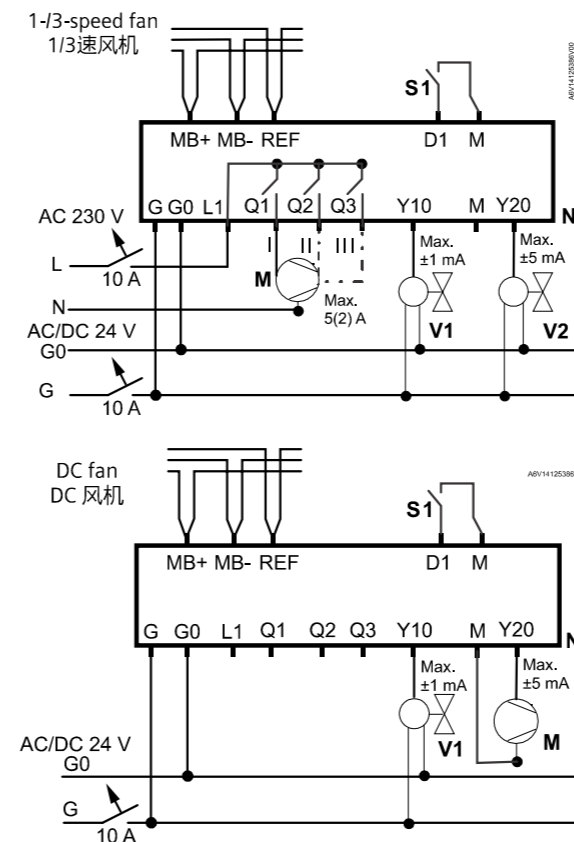 1-/3-speed fan
1/3速风机
A6V14125386V00
S1
MB+ MB- REF D1 M
G G0 L1 Q1 Q2 Q3 Y10 M Y20 N
AC 230 V
I II III
Max.
±1 mA
Max.
±5 mA
L
10 A
M
Max.
5(2) A
V1 V2
N
AC/DC 24 V
G0
G
10 A
DC fan
DC 风机
A6V14125386
S1
MB+ MB- REF D1 M
G G0 L1 Q1 Q2 Q3 Y10 M Y20 N
Max.
±1 mA
Max.
±5 mA
V1 M
AC/DC 24 V
G0
G
10 A